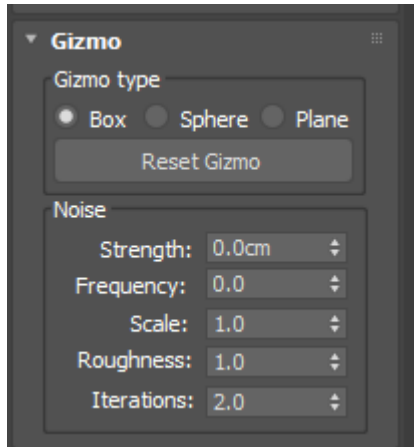 Gizmo
Gizmo type
Box Sphere Plane
Reset Gizmo
Noise
Strength: 0.0cm
Frequency: 0.0
Scale: 1.0
Roughness: 1.0
Iterations: 2.0